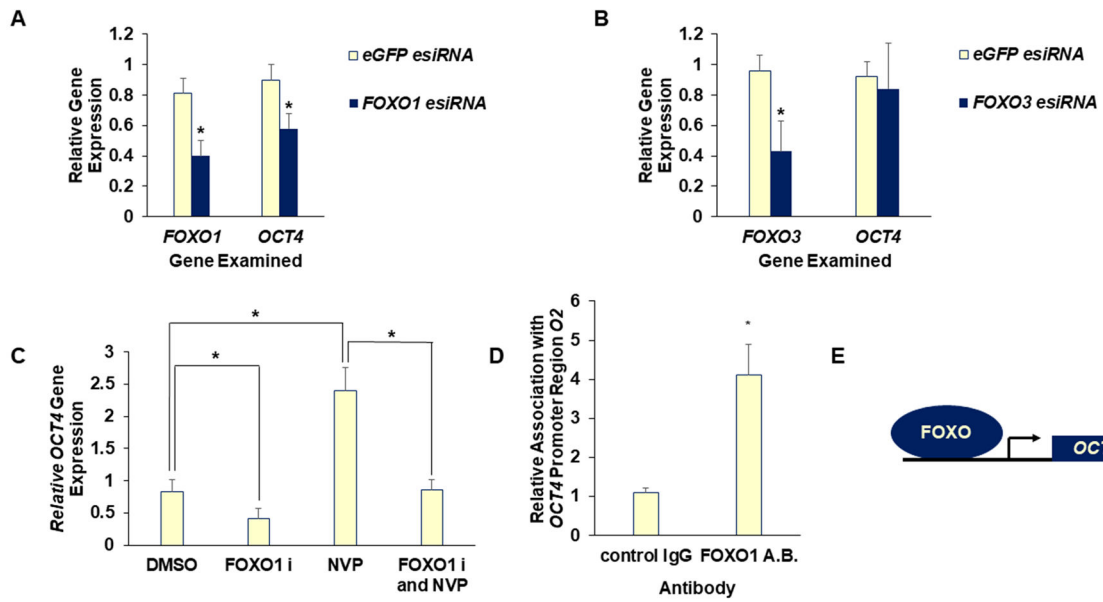 A
Relative Gene
Expression
1.2
1
0.8
0.6
0.4
0.2
0
*
*
FOXO1
OCT4
Gene Examined
eGFP esiRNA
FOXO1 esiRNA
B
Relative Gene
Expression
1.2
1
0.8
0.6
0.4
0.2
0
*
FOXO3
OCT4
Gene Examined
eGFP esiRNA
FOXO3 esiRNA
C
Relative OCT4 Gene
Expression
3
2.5
2
1.5
1
0.5
0
*
*
*
DMSO
FOXO1 i
NVP
FOXO1 i
and NVP
D
Relative Association with
OCT4 Promoter Region O2
6
5
4
3
2
1
0
*
control IgG
FOXO1 A.B.
Antibody
E
FOXO
OCT